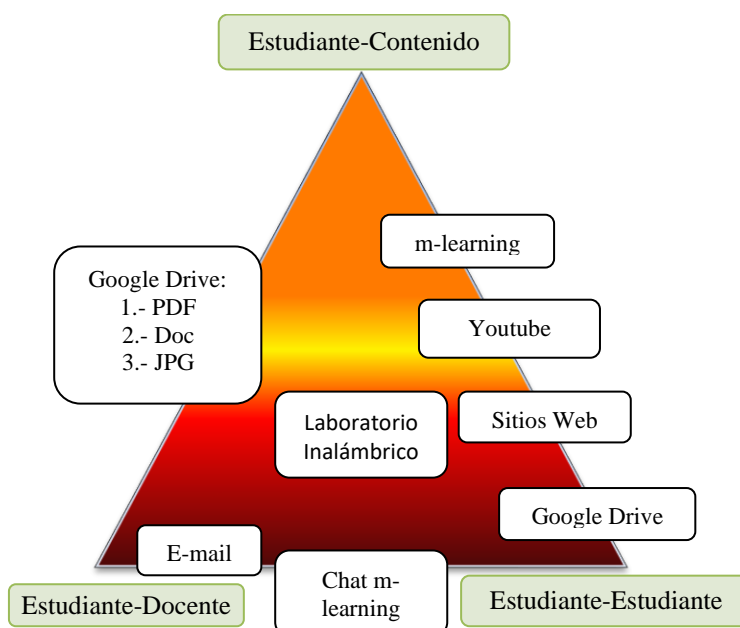 Estudiante-Contenido
m-learning
Google Drive:
1.- PDF
2.- Doc
3.- JPG
Youtube
Laboratorio
Inalámbrico
Sitios Web
Google Drive
E-mail
Chat m-
learning
Estudiante-Docente
Estudiante-Estudiante